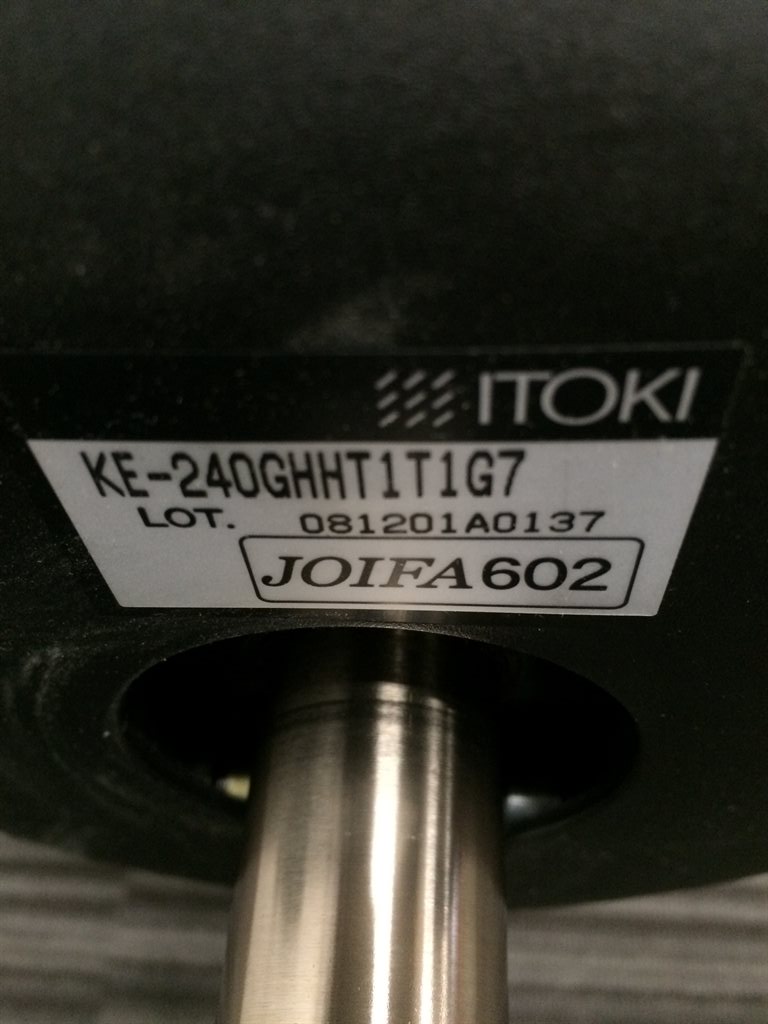 ITOKI
KE-240GHHT1T1G7
LOT. 081201A0137
JOIFA602